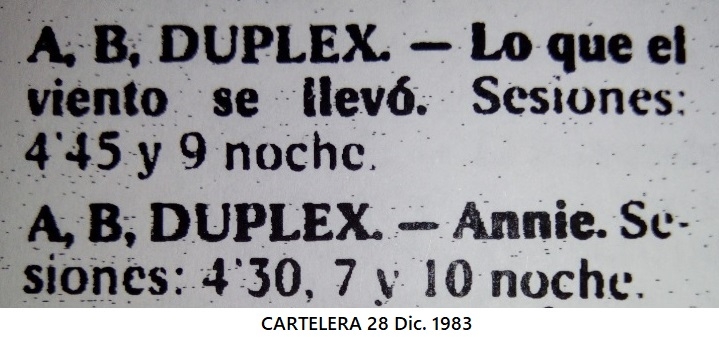 A, B, DUPLEX. — Lo que el
viento se llevó. Sesiones:
4'45 y 9 noche.
A, B, DUPLEX. — Annie. Se-
siones: 4'30, 7 y 10 noche.
CARTELERA 28 Dic. 1983